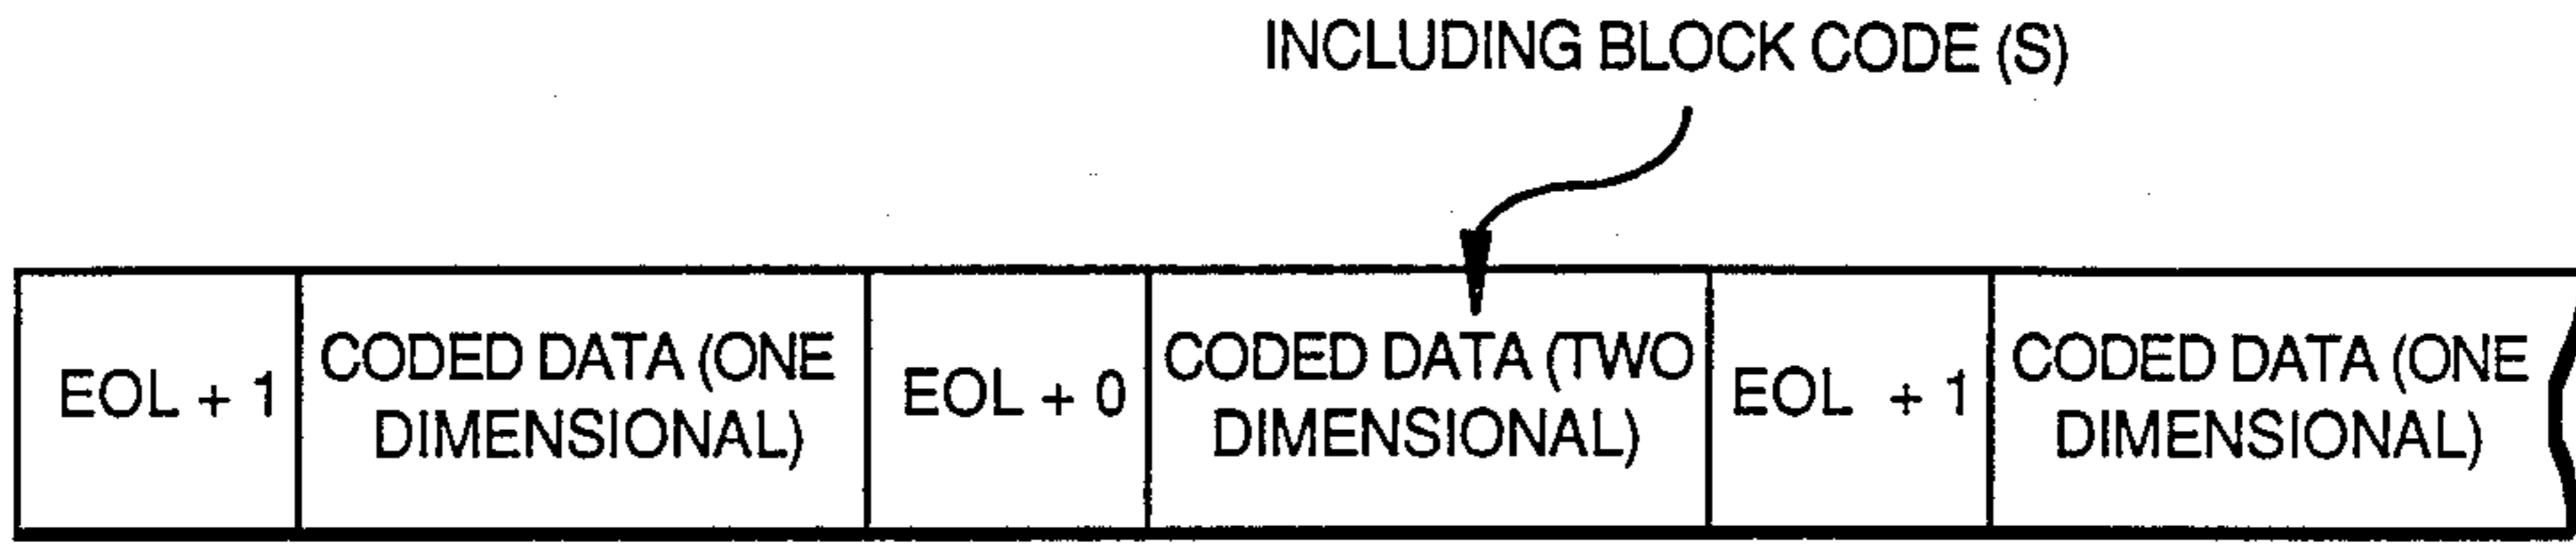 INCLUDING BLOCK CODE (S)
EOL + 1
CODED DATA (ONE
DIMENSIONAL)
EOL + 0
CODED DATA (TWO
DIMENSIONAL)
EOL + 1
CODED DATA (ONE
DIMENSIONAL)